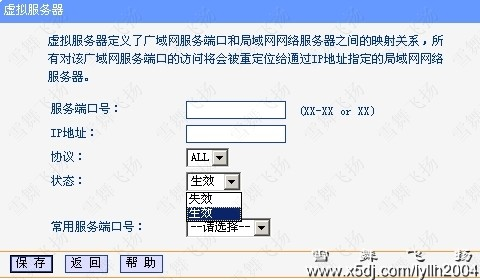 虚拟服务器
虚拟服务器定义了广域网服务端口和局域网网络服务器之间的映射关系，所
有对该广域网服务端口的访问将会被重定位给通过IP地址指定的局域网网络
服务器。
服务端口号： (XX-XX or XX)
IP地址：
协议： ALL
状态： 生效
失效
生效
常用服务端口号： --请选择--
保存 返回 帮助
雪舞飞扬
www.x5dj.com/lyllh2004